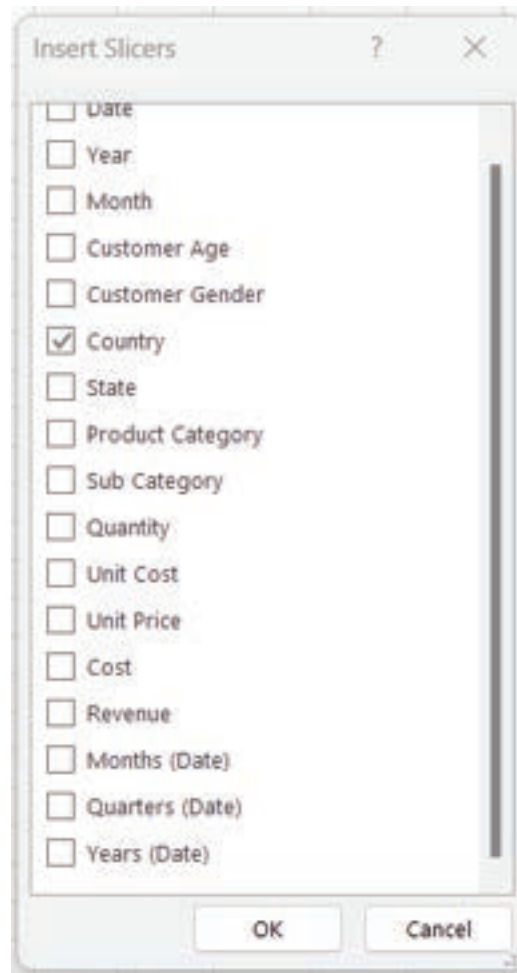 Insert Slicers ?
Date
Year
Month
Customer Age
Customer Gender
Country
State
Product Category
Sub Category
Quantity
Unit Cost
Unit Price
Cost
Revenue
Months (Date)
Quarters (Date)
Years (Date)
OK Cancel